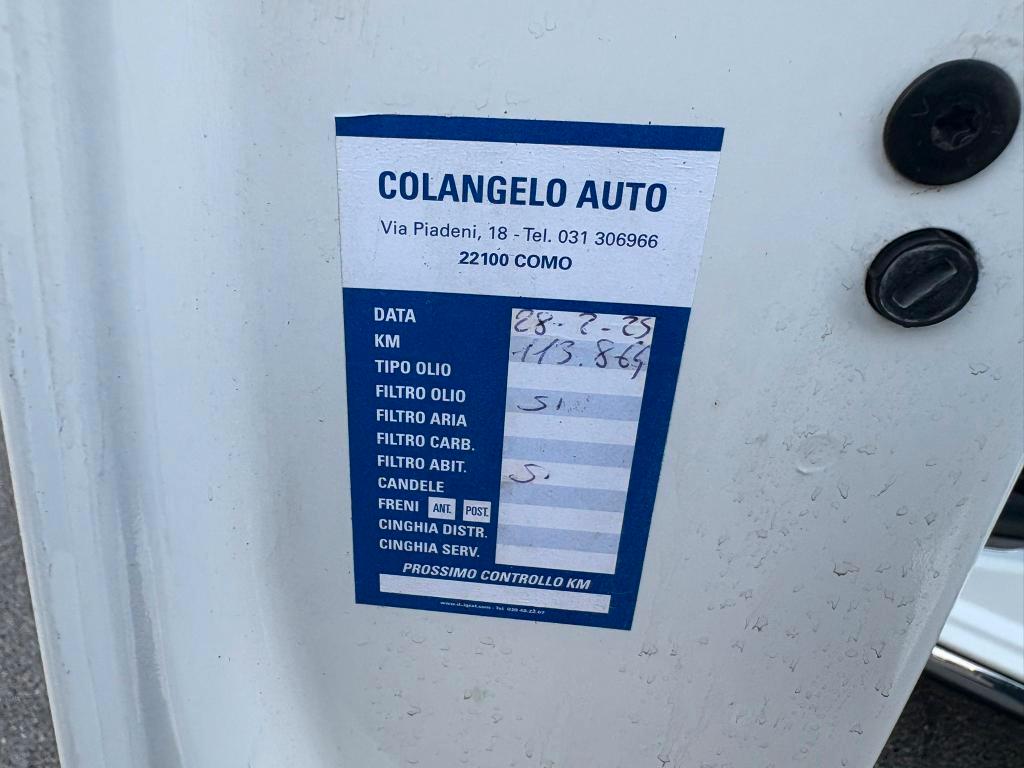 COLANGELO AUTO
Via Piadeni, 18 - Tel. 031 306966
22100 COMO
DATA 28-2-25
KM 113.864
TIPO OLIO
FILTRO OLIO SI
FILTRO ARIA
FILTRO CARB.
FILTRO ABIT. SI
CANDELE
FRENI ANT. POST.
CINGHIA DISTR.
CINGHIA SERV.
PROSSIMO CONTROLLO KM